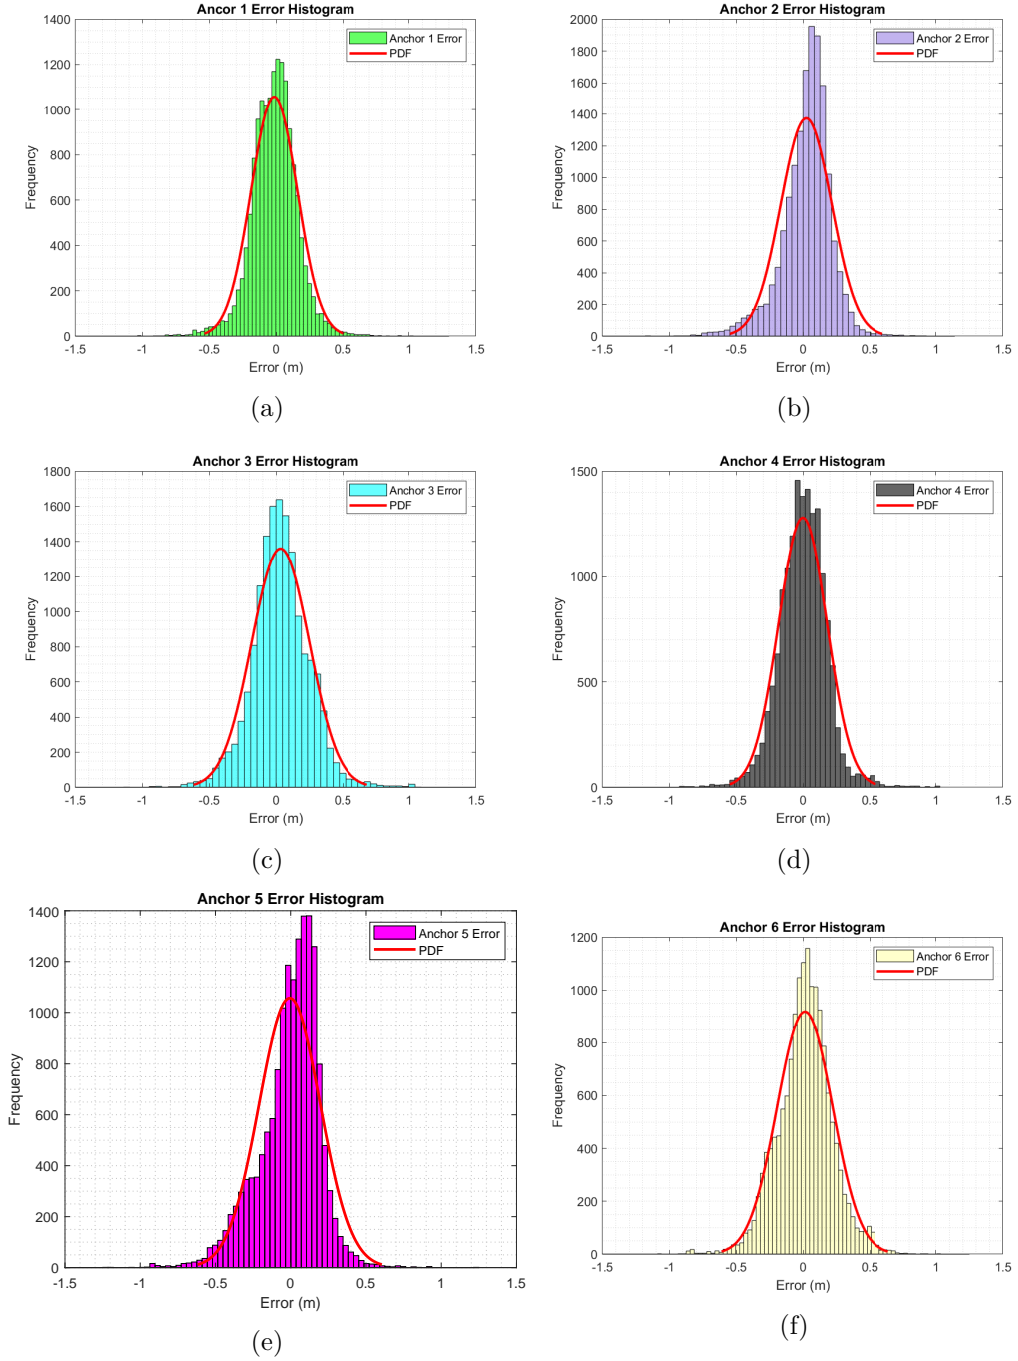 Ancor 1 Error Histogram
1400
1200
1000
800
600
400
200
0
Frequency
-1.5 -1 -0.5 0 0.5 1 1.5
Error (m)
Anchor 1 Error
PDF
(a)
Anchor 2 Error Histogram
2000
1800
1600
1400
1200
1000
800
600
400
200
0
Frequency
-1.5 -1 -0.5 0 0.5 1 1.5
Error (m)
Anchor 2 Error
PDF
(b)
Anchor 3 Error Histogram
1800
1600
1400
1200
1000
800
600
400
200
0
Frequency
-1.5 -1 -0.5 0 0.5 1 1.5
Error (m)
Anchor 3 Error
PDF
(c)
Anchor 4 Error Histogram
1500
1000
500
0
Frequency
-1.5 -1 -0.5 0 0.5 1 1.5
Error (m)
Anchor 4 Error
PDF
(d)
Anchor 5 Error Histogram
1400
1200
1000
800
600
400
200
0
Frequency
-1.5 -1 -0.5 0 0.5 1 1.5
Error (m)
Anchor 5 Error
PDF
(e)
Anchor 6 Error Histogram
1200
1000
800
600
400
200
0
Frequency
-1.5 -1 -0.5 0 0.5 1 1.5
Error (m)
Anchor 6 Error
PDF
(f)